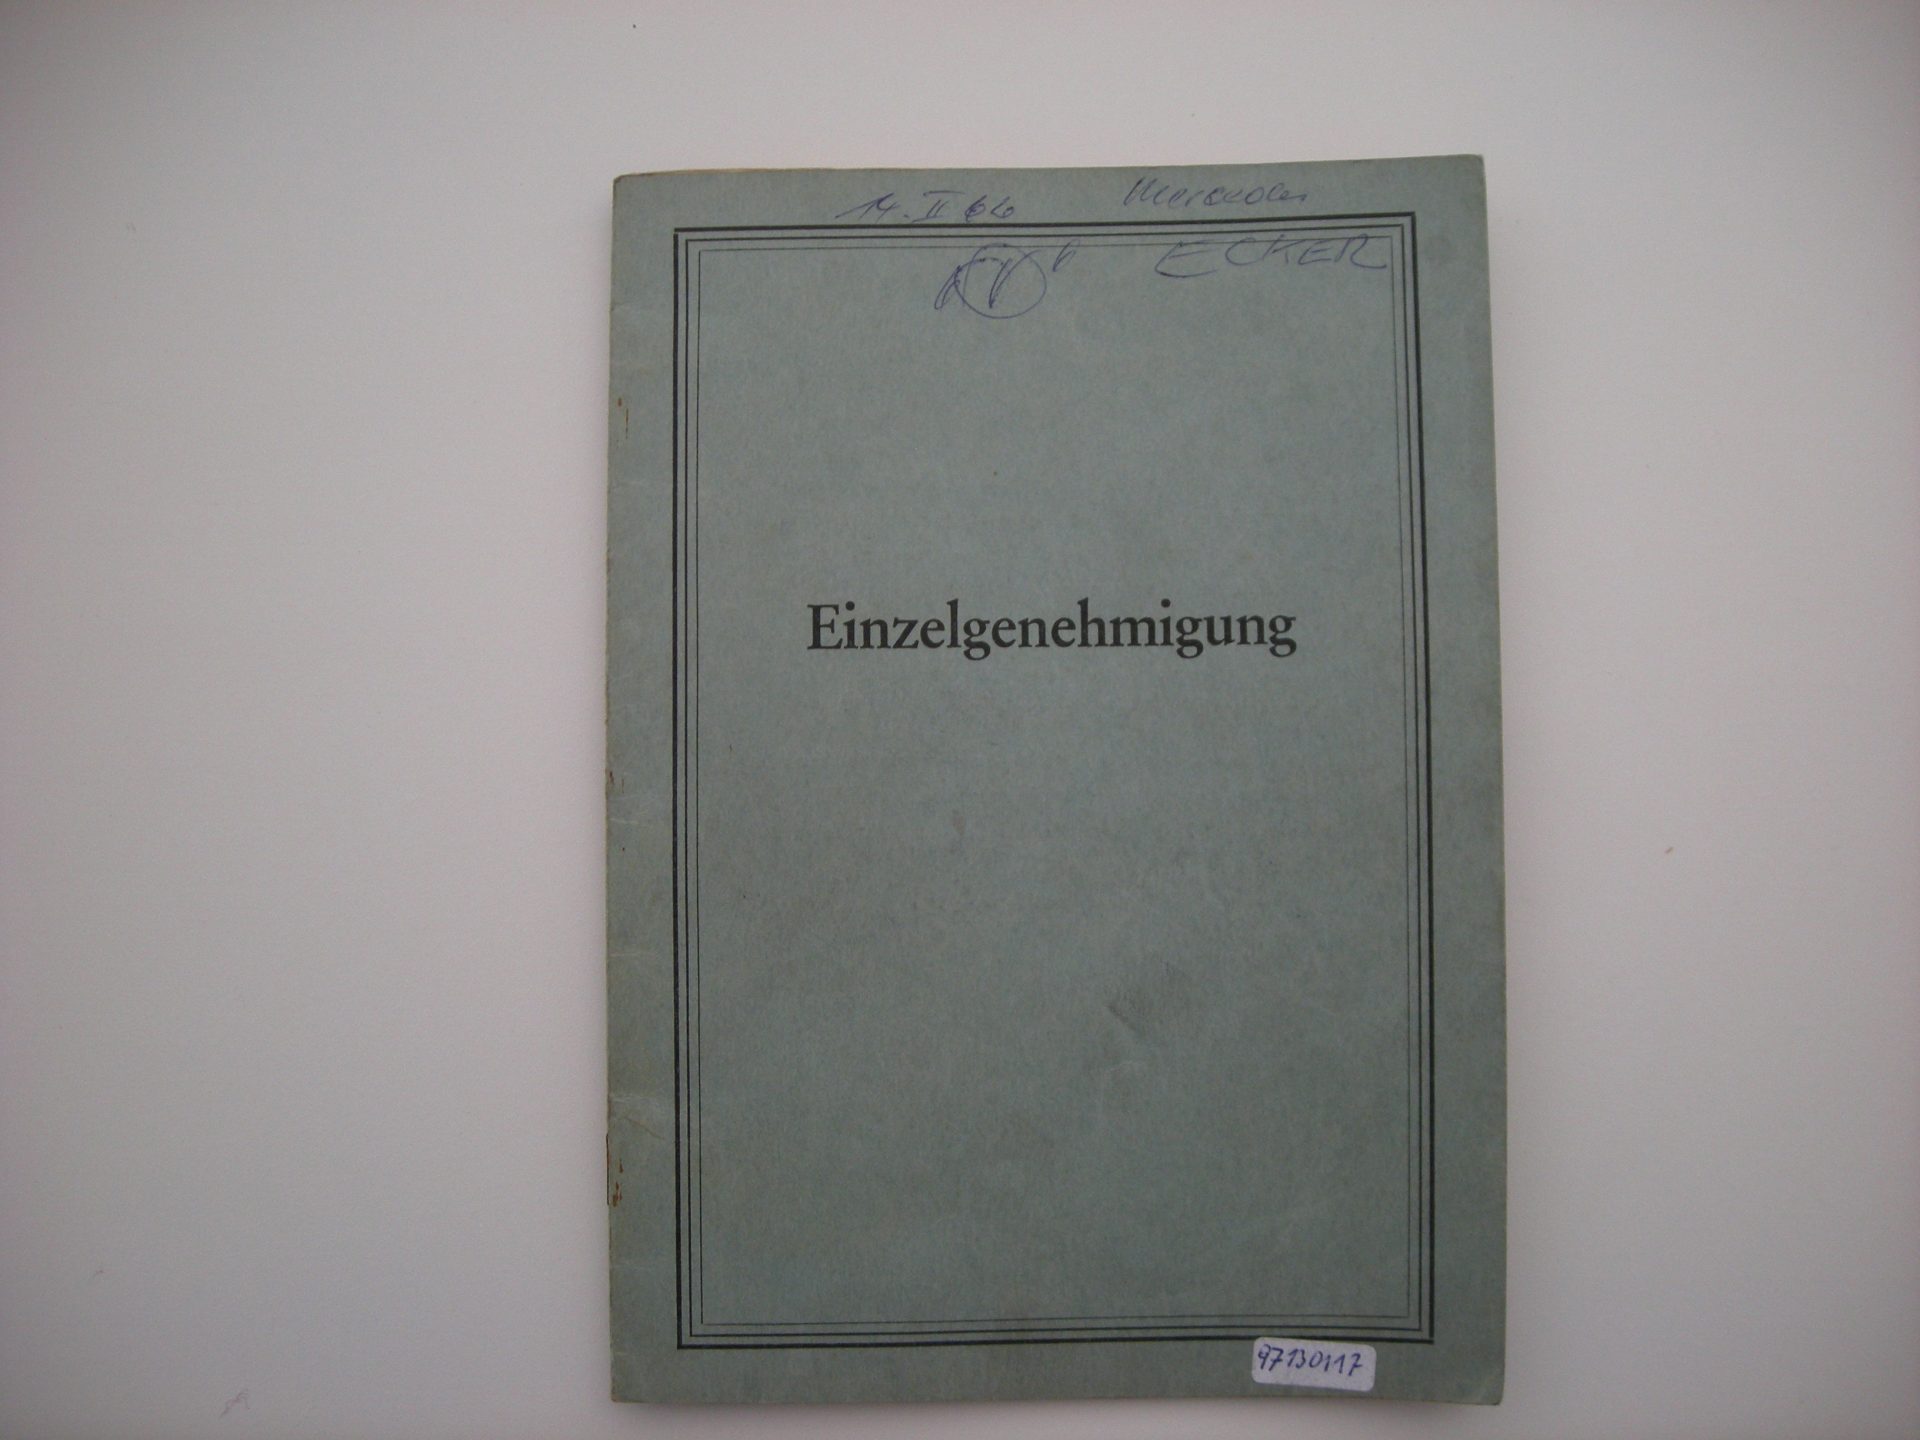 14. II 66 Mercedes
ECKER
Einzelgenehmigung
97130117